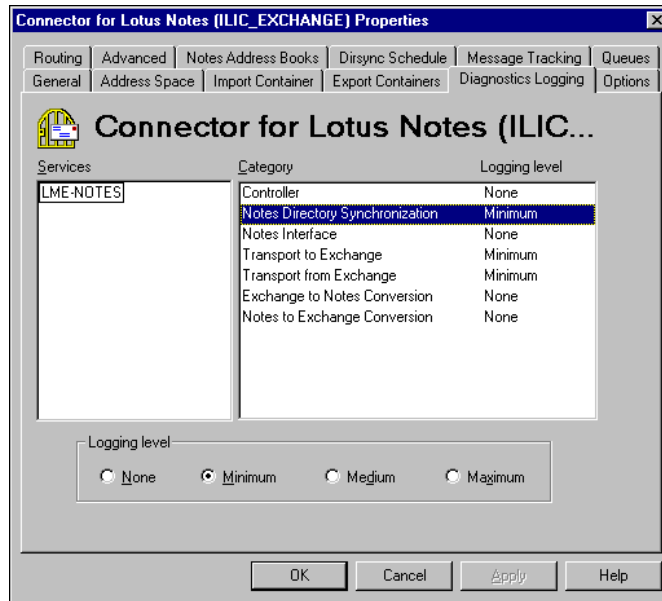 Connector for Lotus Notes (ILIC_EXCHANGE) Properties
Routing Advanced Notes Address Books Dirsync Schedule Message Tracking Queues
General Address Space Import Container Export Containers Diagnostics Logging Options
Connector for Lotus Notes (ILIC...
Services Category Logging level
LME-NOTES Controller None
Notes Directory Synchronization Minimum
Notes Interface None
Transport to Exchange Minimum
Transport from Exchange Minimum
Exchange to Notes Conversion None
Notes to Exchange Conversion None
Logging level
None Minimum Medium Maximum
OK Cancel Apply Help